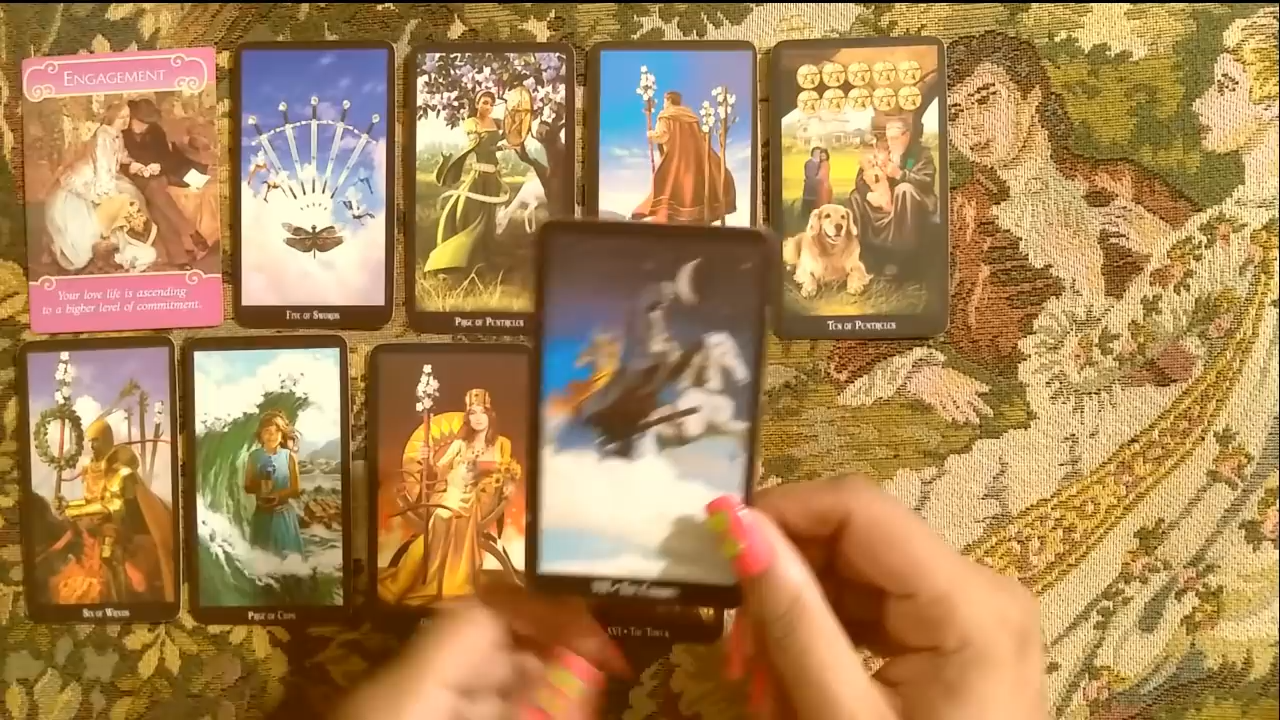 ENGAGEMENT
Your love life is ascending
to a higher level of commitment.
FIVE OF SWORDS
PAGE OF PENTACLES
TEN OF PENTACLES
SIX OF WANDS
PAGE OF CUPS
XVI • THE TOWER